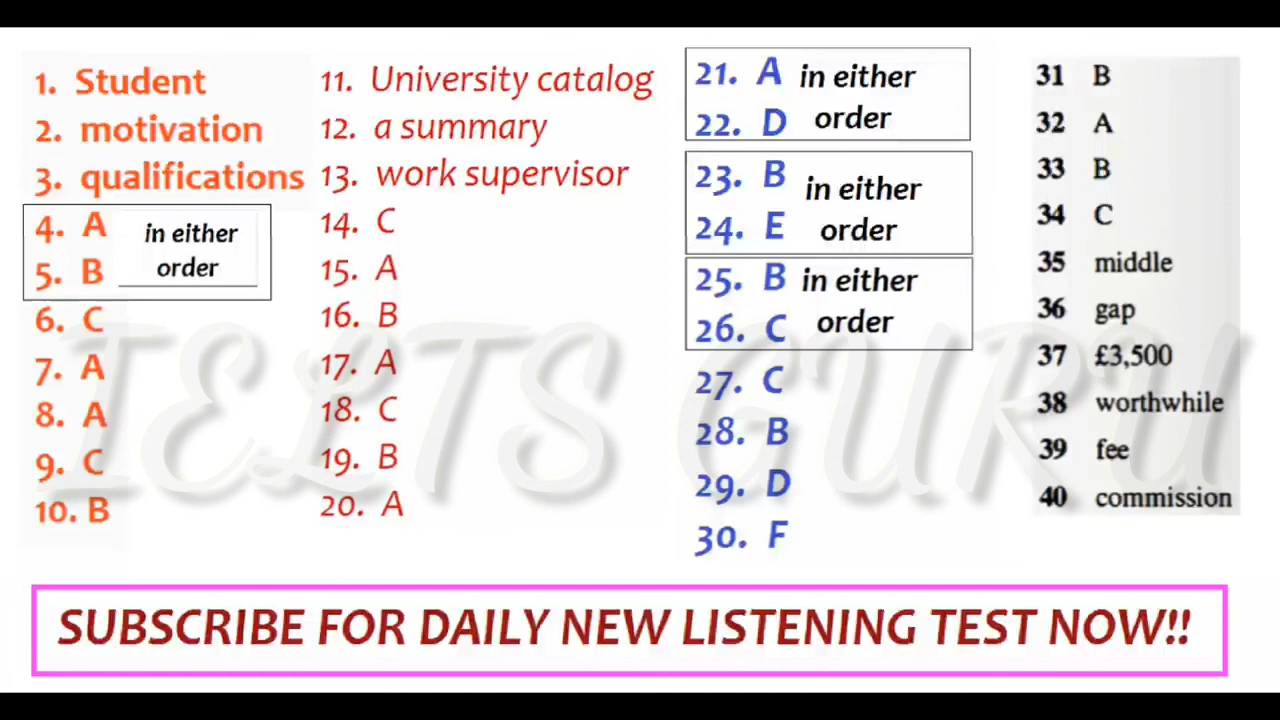 1. Student
2. motivation
3. qualifications
4. A
5. B
in either
order
6. C
7. A
8. A
9. C
10. B
11. University catalog
12. a summary
13. work supervisor
14. C
15. A
16. B
17. A
18. C
19. B
20. A
21. A
22. D
in either
order
23. B
24. E
in either
order
25. B
26. C
in either
order
27. C
28. B
29. D
30. F
31 B
32 A
33 B
34 C
35 middle
36 gap
37 £3,500
38 worthwhile
39 fee
40 commission
IELTS GURU
SUBSCRIBE FOR DAILY NEW LISTENING TEST NOW!!